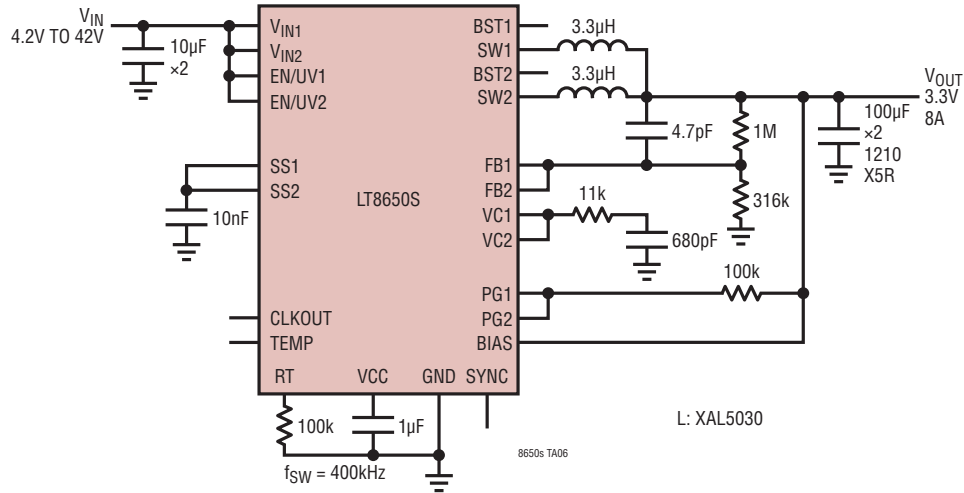 VIN
4.2V TO 42V
10µF
×2
VIN1
VIN2
EN/UV1
EN/UV2
SS1
SS2
10nF
CLKOUT
TEMP
RT
VCC
GND
SYNC
LT8650S
BST1
SW1
BST2
SW2
FB1
FB2
VC1
VC2
PG1
PG2
BIAS
3.3µH
3.3µH
4.7pF
1M
316k
11k
680pF
100k
VOUT
3.3V
8A
100µF
×2
1210
X5R
100k
1µF
fSW = 400kHz
L: XAL5030
8650s TA06